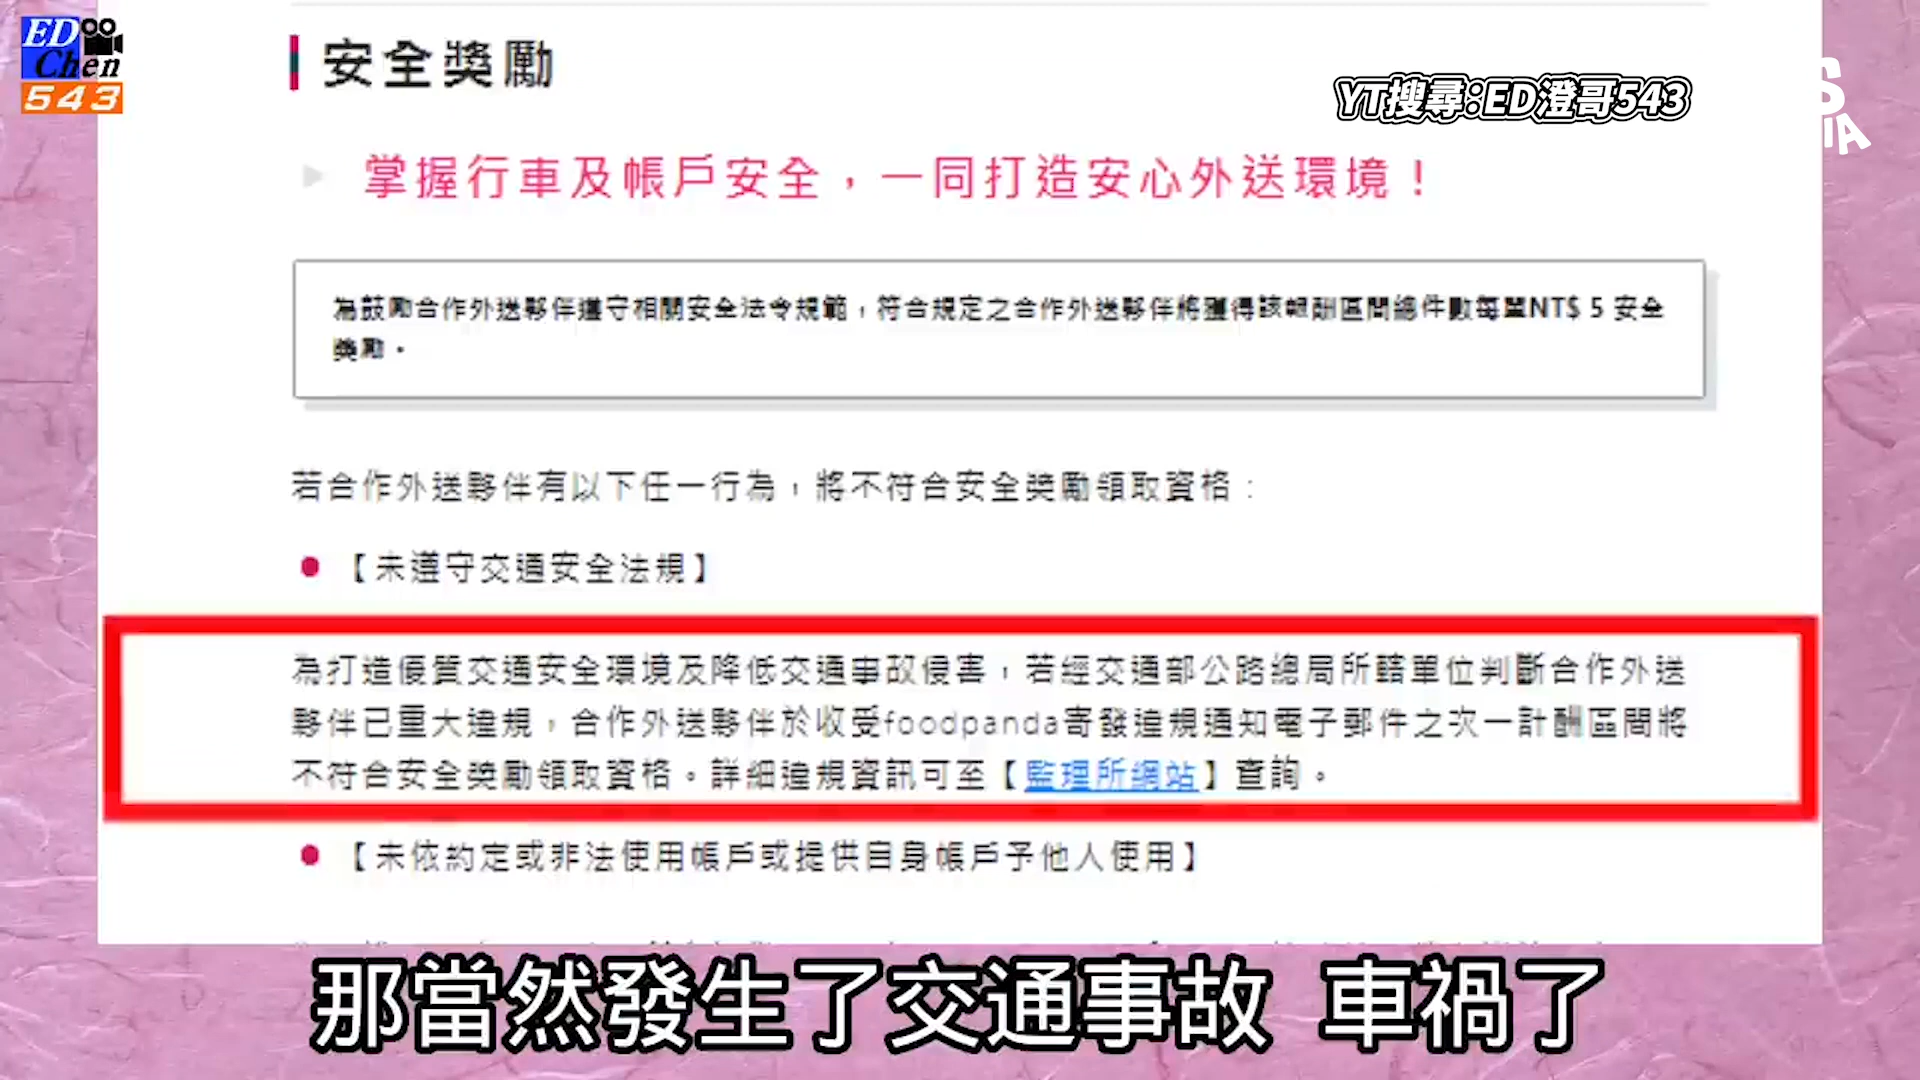 ED
Chen
543
安全獎勵
YT搜尋:ED澄哥543
S
IA
掌握行車及帳戶安全，一同打造安心外送環境！
為鼓勵合作外送夥伴遵守相關安全法令規範，符合規定之合作外送夥伴將獲得該報酬區間總件數每單NT$ 5 安全
獎勵。
若合作外送夥伴有以下任一行為，將不符合安全獎勵領取資格：
【未遵守交通安全法規】
為打造優質交通安全環境及降低交通事故侵害，若經交通部公路總局所轄單位判斷合作外送
夥伴已重大違規，合作外送夥伴於收受foodpanda寄發違規通知電子郵件之次一計酬區間將
不符合安全獎勵領取資格。詳細違規資訊可至【監理所網站】查詢。
【未依約定或非法使用帳戶或提供自身帳戶予他人使用】
那當然發生了交通事故 車禍了